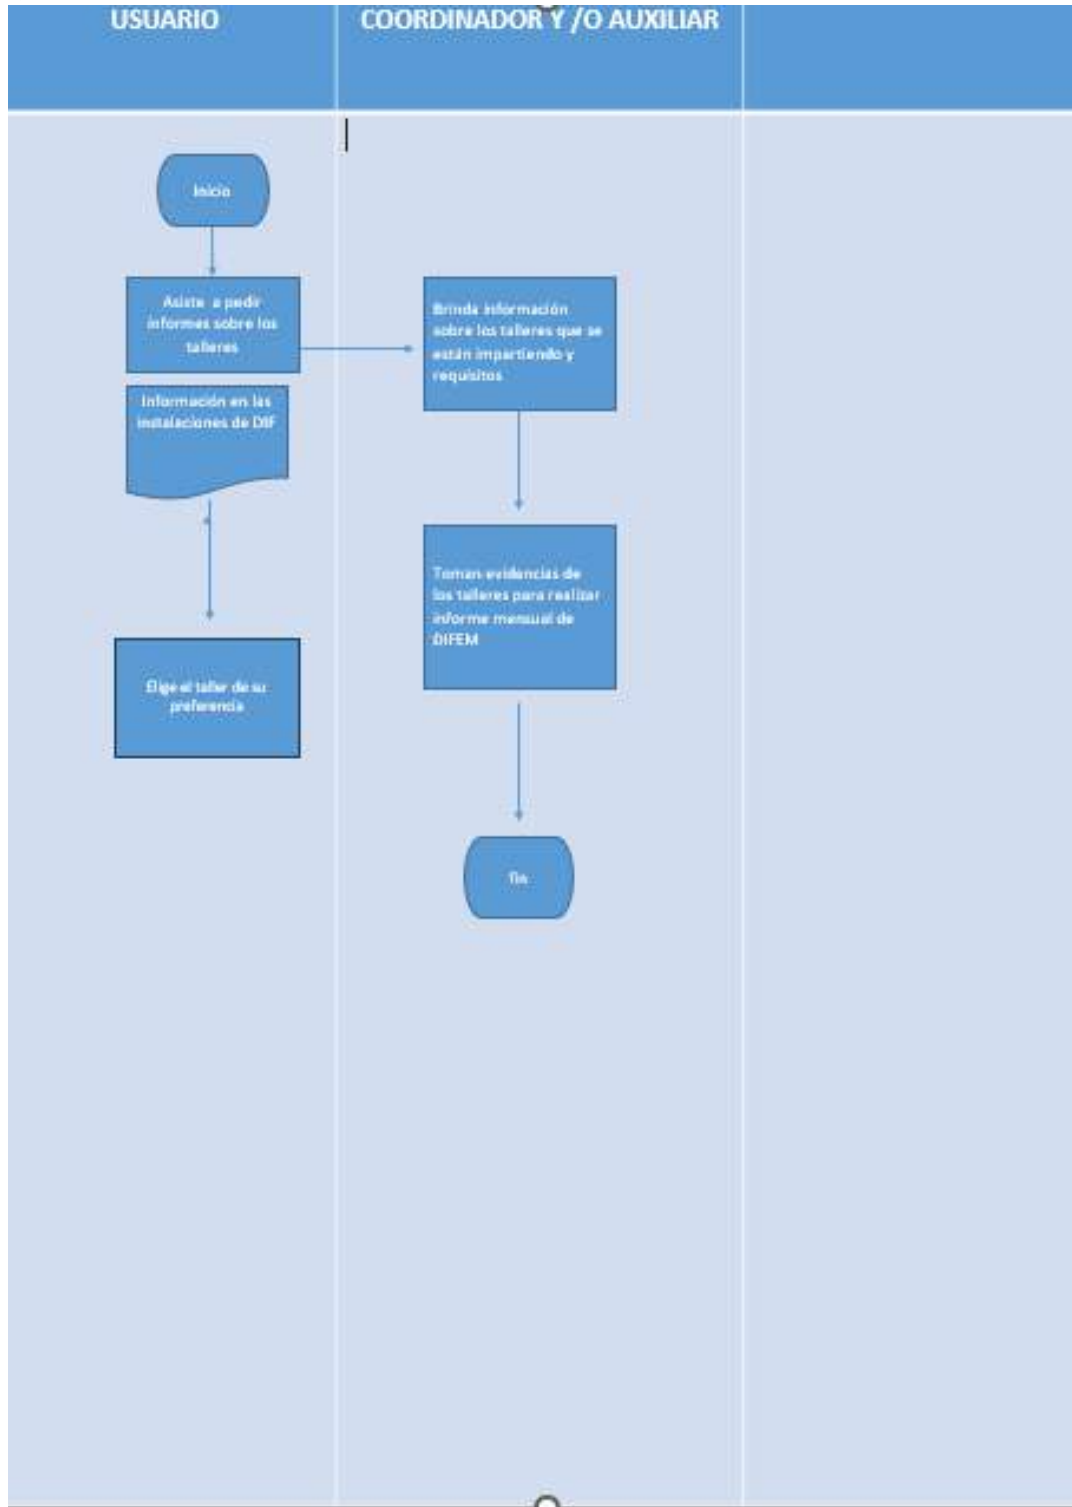 USUARIO
COORDINADOR Y /O AUXILIAR
Inicio
Asiste a pedir
informes sobre los
talleres
Brinda información
sobre los talleres que se
están impartiendo y
requisitos
Información en las
instalaciones de DIF
Toman evidencias de
los talleres para realizar
informe mensual de
DIFEM
Elige el taller de su
preferencia
Fin